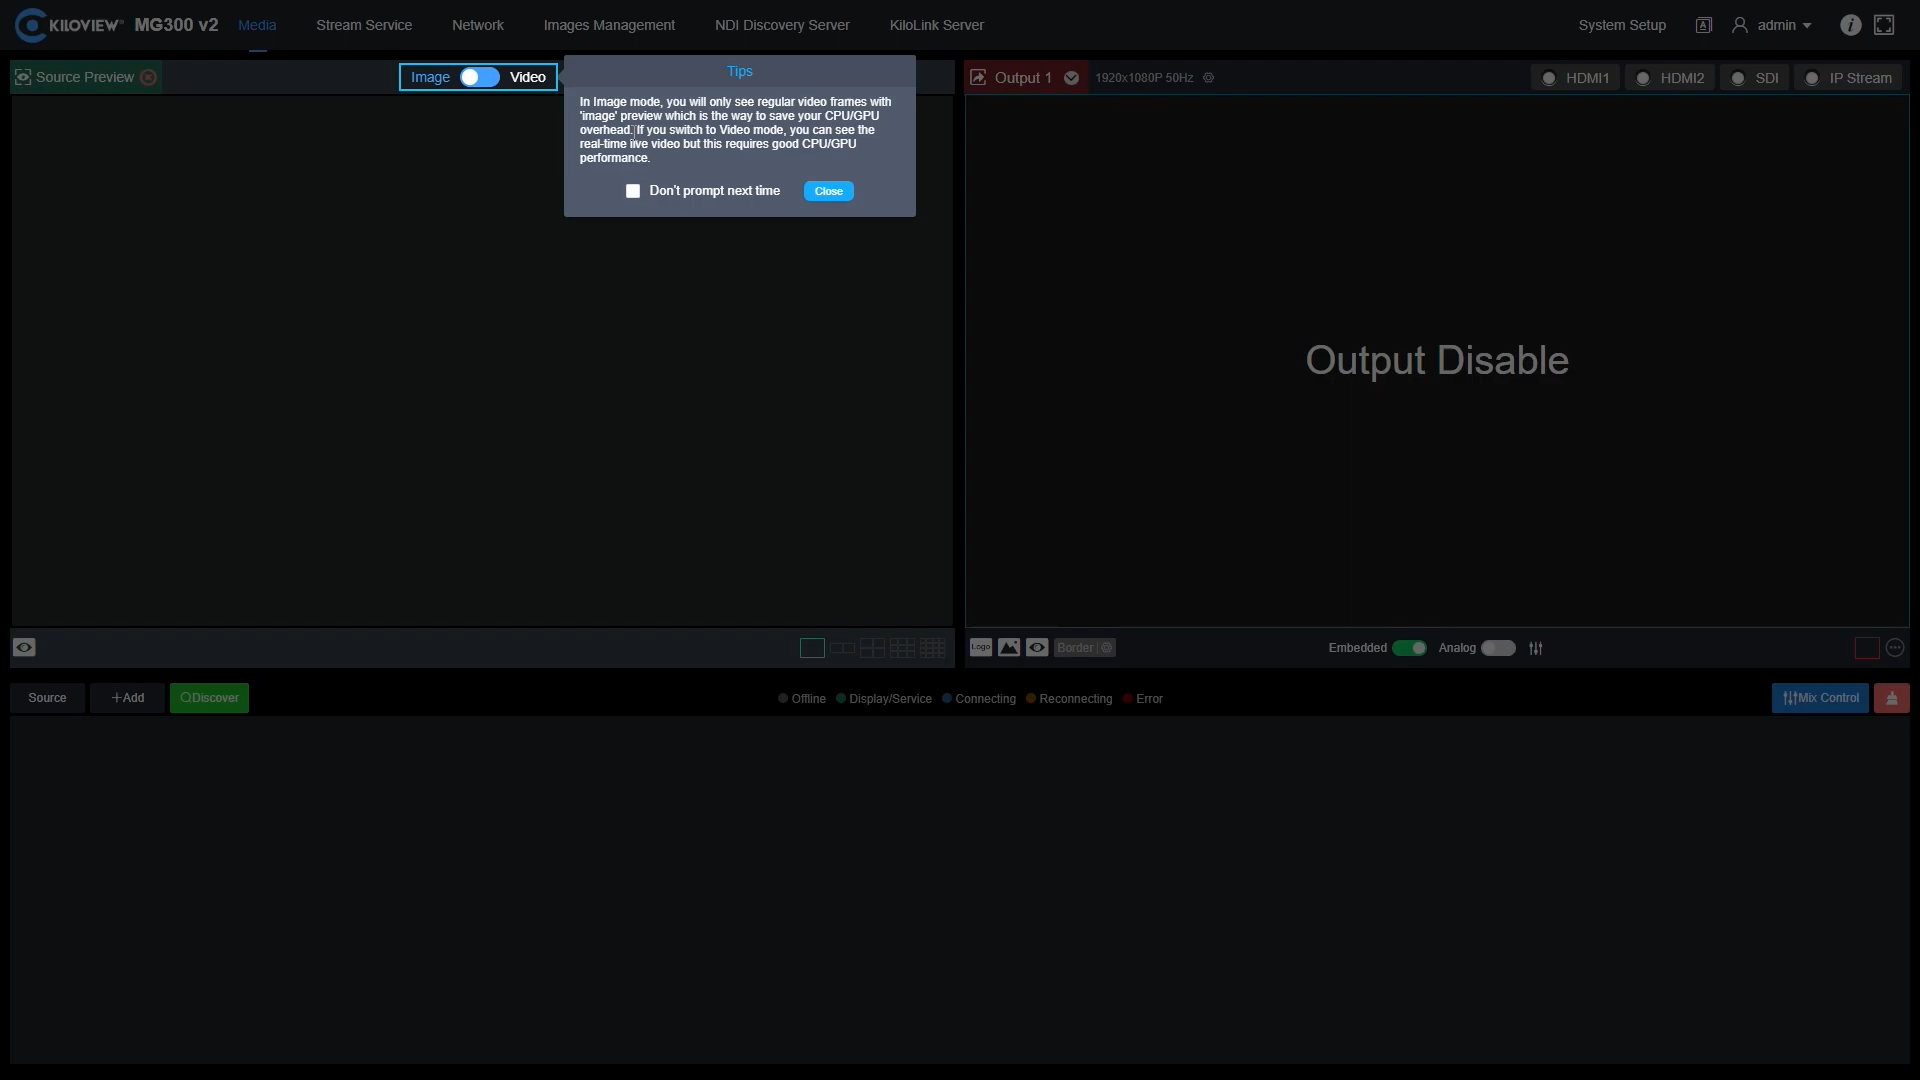 KILOVIEW MG300 v2 Media Stream Service Network Images Management NDI Discovery Server KiloLink Server System Setup A admin i
Source Preview Image Video
Tips
In Image mode, you will only see regular video frames with
'image' preview which is the way to save your CPU/GPU
overhead. If you switch to Video mode, you can see the
real-time live video but this requires good CPU/GPU
performance.
Don't prompt next time Close
Output 1 1920x1080P 50Hz HDMI1 HDMI2 SDI IP Stream
Output Disable
Logo Border Embedded Analog
Source +Add Discover Offline Display/Service Connecting Reconnecting Error Mix Control